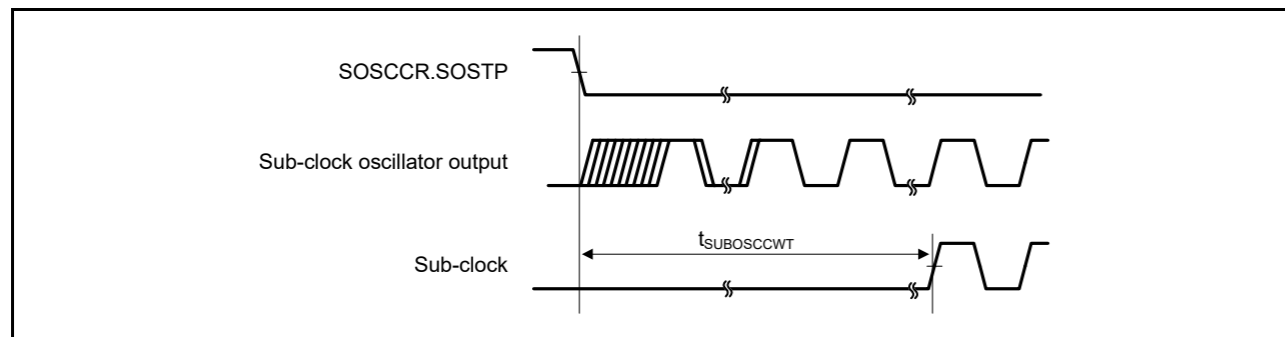 SOSCCR.SOSTP
Sub-clock oscillator output
tSUBOSCCWT
Sub-clock